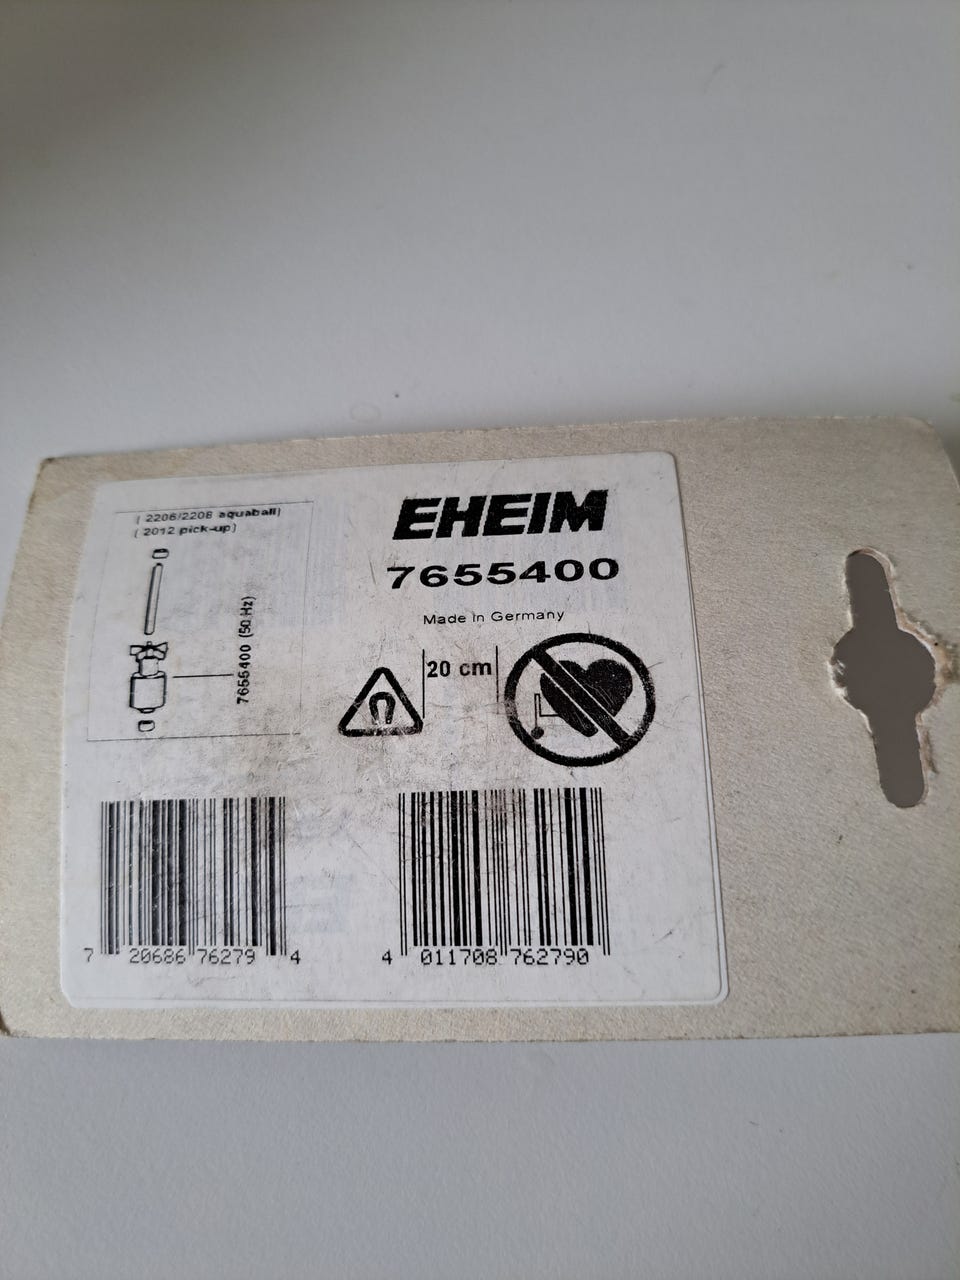 ( 2206/2208 aquaball)
( 2012 pick-up)
7655400 (50 Hz)
EHEIM
7655400
Made in Germany
20 cm
7 20686 76279 4
4 011708 762790